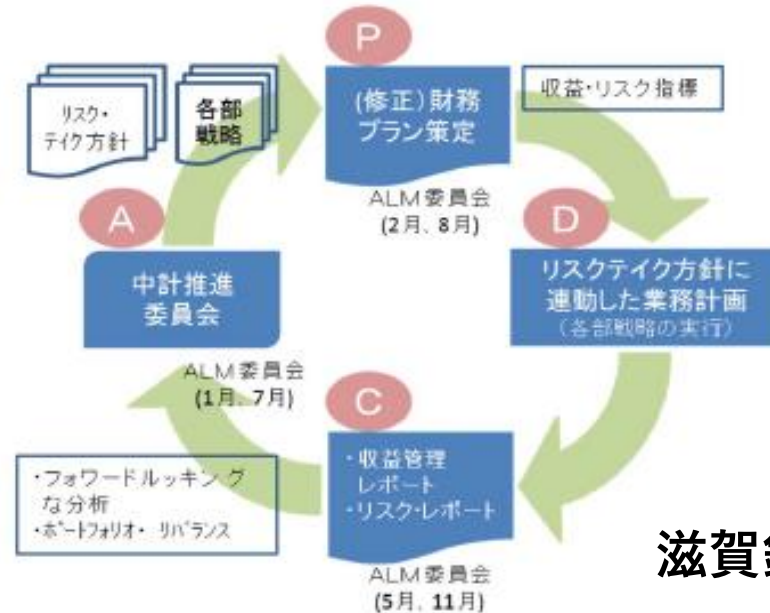 P
リスク・
テイク方針
各部
戦略
(修正)財務
プラン策定
収益・リスク指標
ALM委員会
(2月、8月)
A
D
中計推進
委員会
リスクテイク方針に
連動した業務計画
(各部戦略の実行)
ALM委員会
(1月、7月)
C
・フォワードルッキング
な分析
・ポートフォリオ・リバランス
・収益管理
レポート
・リスク・レポート
ALM委員会
(5月、11月)
滋賀